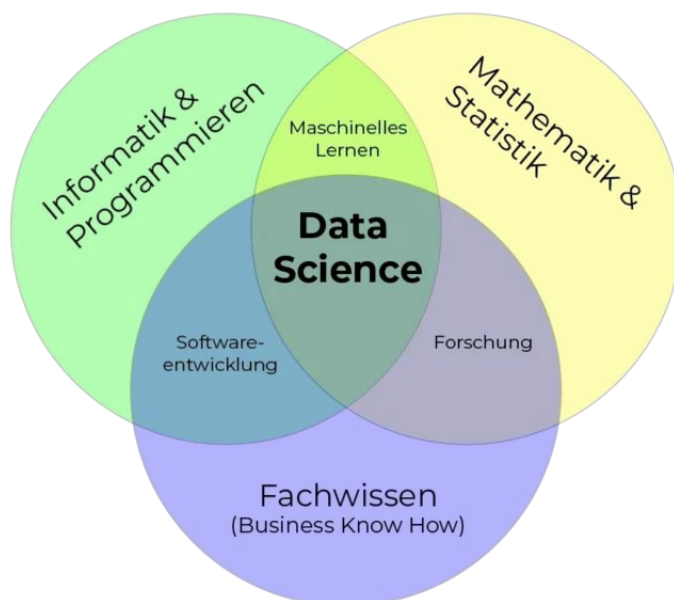 Informatik &
Programmieren
Mathematik &
Statistik
Maschinelles
Lernen
Data
Science
Software-
entwicklung
Forschung
Fachwissen
(Business Know How)